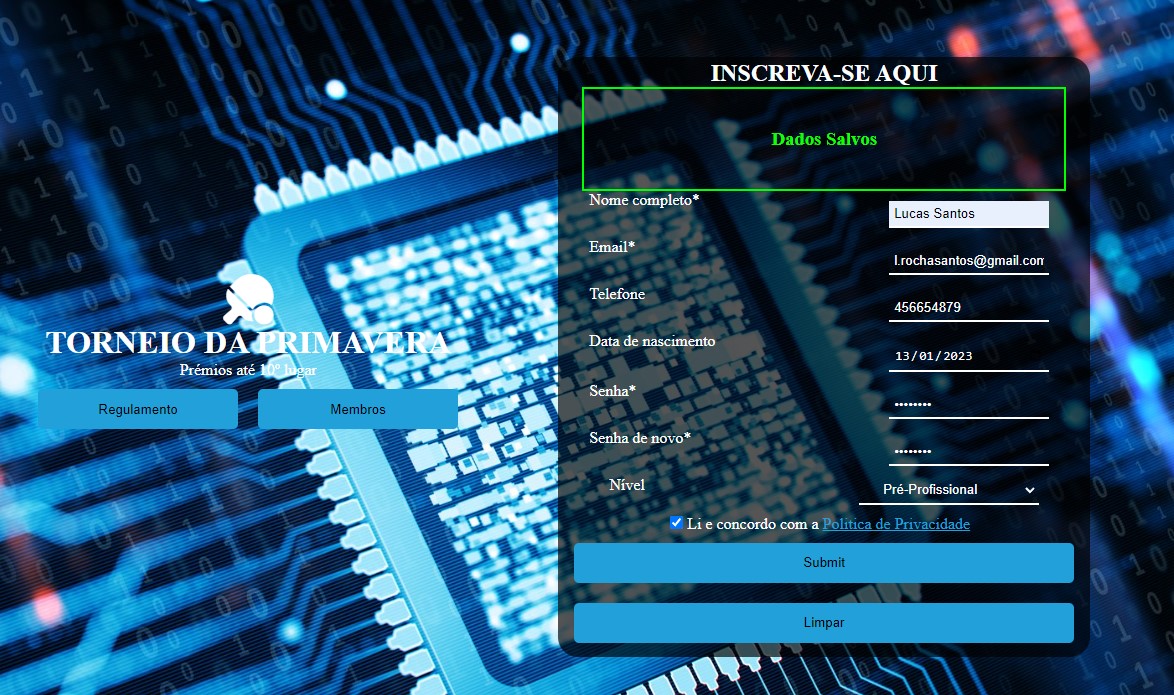 INSCREVA-SE AQUI
Dados Salvos
Nome completo*
Lucas Santos
Email*
l.rochasantos@gmail.com
Telefone
456654879
Data de nascimento
13/01/2023
Senha*
••••••••
Senha de novo*
••••••••
Nível
Pré-Profissional
Li e concordo com a Politica de Privacidade
Submit
Limpar
TORNEIO DA PRIMAVERA
Prémios até 10º lugar
Regulamento
Membros